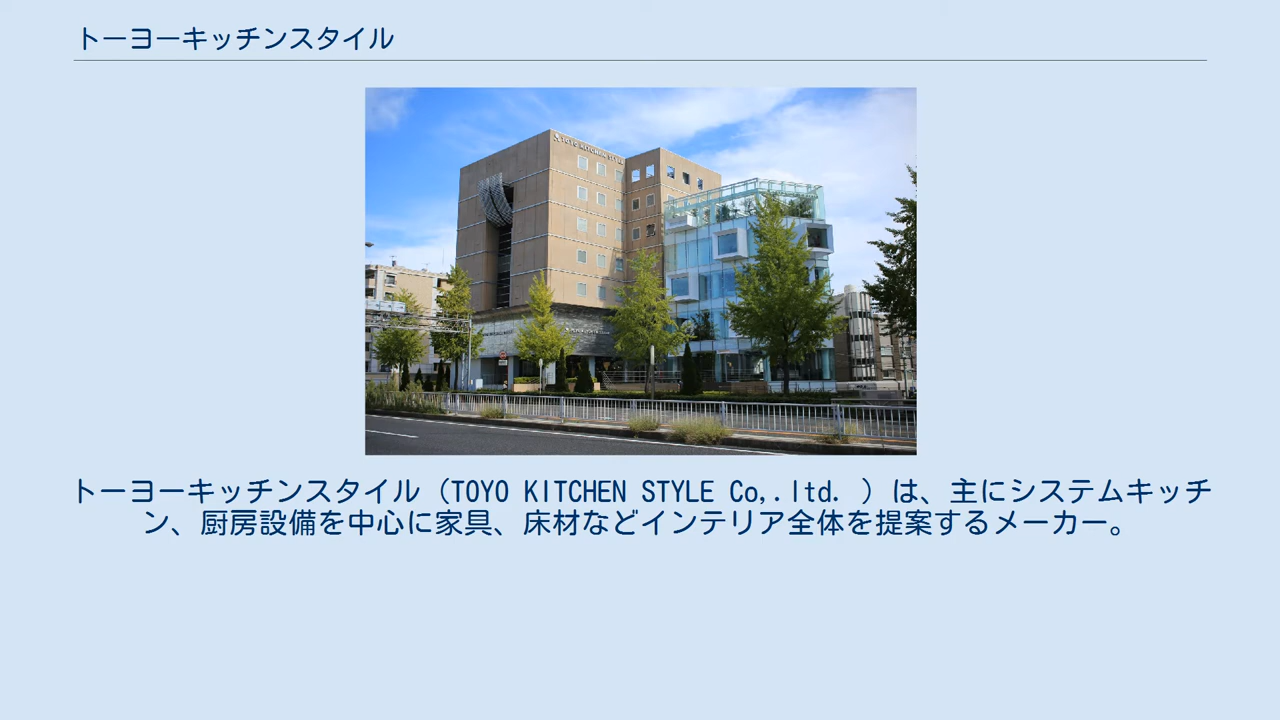 トーヨーキッチンスタイル
TOYO KITCHEN STYLE
トーヨーキッチンスタイル（TOYO KITCHEN STYLE Co,.ltd. ）は、主にシステムキッチ
ン、厨房設備を中心に家具、床材などインテリア全体を提案するメーカー。